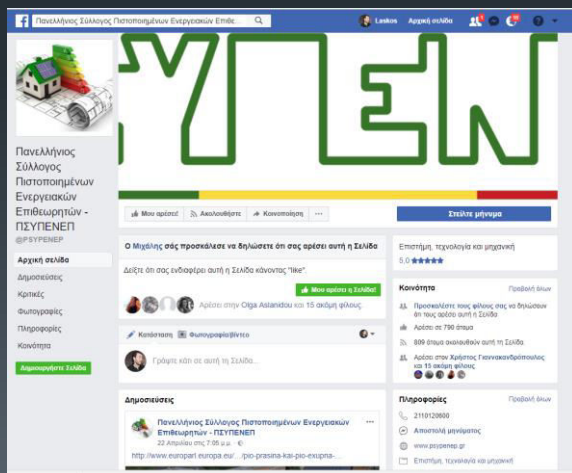 Πανελλήνιος Σύλλογος Πιστοποιημένων Ενεργειακών Επιθε...
Laskos Αρχική σελίδα
ΥΠΕΝ
Πανελλήνιος
Σύλλογος
Πιστοποιημένων
Ενεργειακών
Επιθεωρητών -
ΠΣΥΠΕΝΕΠ
@PSYPENEP
Αρχική σελίδα
Δημοσιεύσεις
Κριτικές
Φωτογραφίες
Πληροφορίες
Κοινότητα
Δημιουργήστε Σελίδα
Μου αρέσει! Ακολουθήστε Κοινοποίηση ...
Στείλτε μήνυμα
Ο Μιχάλης σάς προσκάλεσε να δηλώσετε ότι σας αρέσει αυτή η Σελίδα
Δείξτε ότι σας ενδιαφέρει αυτή η Σελίδα κάνοντας "like".
Μου αρέσει η Σελίδα!
Αρέσει στην Olga Astanidou και 15 ακόμη φίλους.
Κατάσταση Φωτογραφία/βίντεο
Γράψτε κάτι σε αυτή τη Σελίδα...
Δημοσιεύσεις
Πανελλήνιος Σύλλογος Πιστοποιημένων Ενεργειακών
Επιθεωρητών - ΠΣΥΠΕΝΕΠ
22 Απριλίου στις 7:05 μ.μ.
http://www.europarl.europa.eu/.../pio-prasina-kai-pio-exupna-...
Επιστήμη, τεχνολογία και μηχανική
5,0 ★★★★★
Κοινότητα Προβολή όλων
Προσκαλέστε τους φίλους σας να δηλώσουν
ότι τους αρέσει αυτή η Σελίδα
Αρέσει σε 790 άτομα
809 άτομα ακολουθούν αυτή τη Σελίδα
Αρέσει στον Χρήστος Γιαννακανδρόπουλος
και 15 ακόμη φίλους
Πληροφορίες Προβολή όλων
2110120600
Αποστολή μηνύματος
www.psypenep.gr
Επιστήμη, τεχνολογία και μηχανική